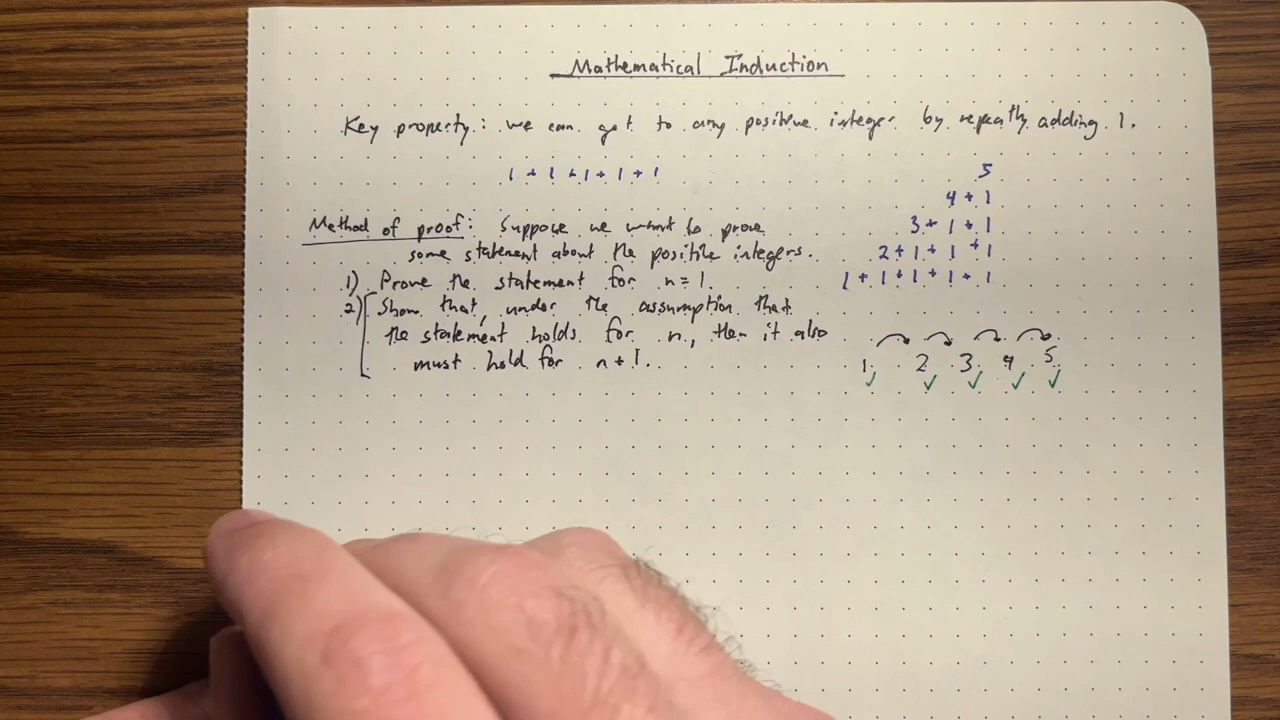 Mathematical Induction
Key property: we can get to any positive integer by repeatly adding 1.
1 + 1 + 1 + 1 + 1
5
4 + 1
3 + 1 + 1
2 + 1 + 1 + 1
1 + 1 + 1 + 1 + 1
Method of proof: Suppose we want to prove
some statement about the positive integers.
1) Prove the statement for n = 1.
2) Show that, under the assumption that
the statement holds for n, then it also
must hold for n + 1.
1 2 3 4 5
✓ ✓ ✓ ✓ ✓